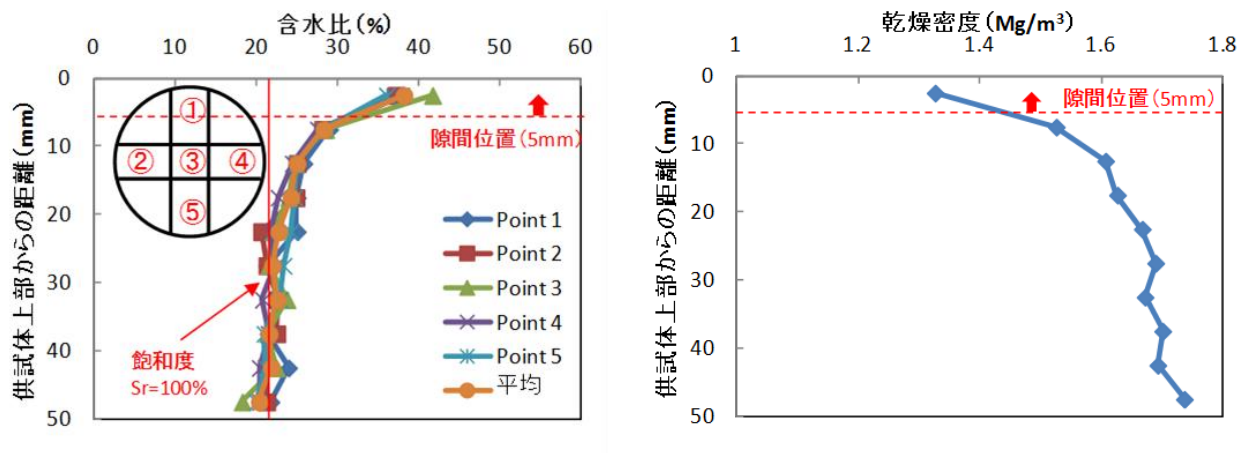 含水比(%)
0 10 20 30 40 50 60
供試体上部からの距離(mm)
0
10
20
30
40
50
①
② ③ ④
⑤
隙間位置(5mm)
飽和度
Sr=100%
Point 1
Point 2
Point 3
Point 4
Point 5
平均
乾燥密度(Mg/m³)
1 1.2 1.4 1.6 1.8
供試体上部からの距離(mm)
0
10
20
30
40
50
隙間位置(5mm)